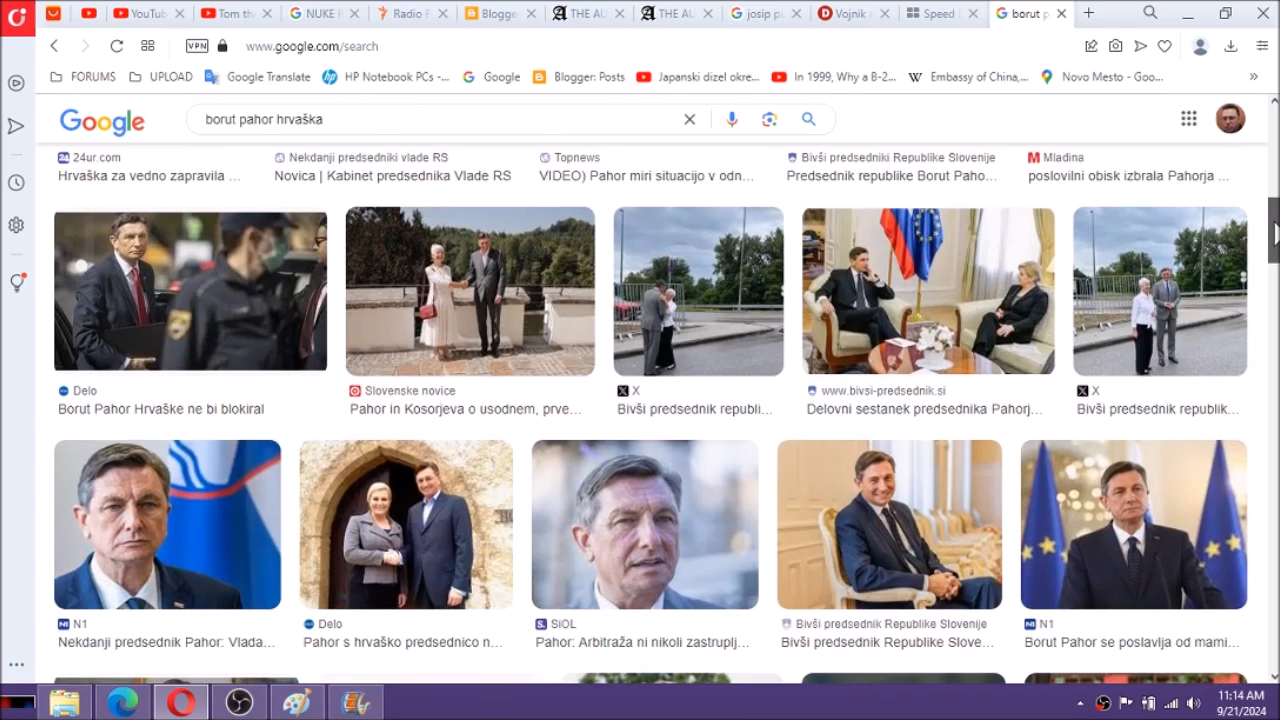 YouTub
Tom th
NUKE F
Radio F
Blogge
THE AU
THE AU
josip pu
Vojnik s
Speed D
borut p
VPN
www.google.com/search
FORUMS
UPLOAD
Google Translate
HP Notebook PC -...
Google
Blogger: Posts
Japanski dizel okre...
In 1999, Why a B-2...
Embassy of China,...
Novo Mesto - Goo...
Google
borut pahor hrvaška
24ur.com
Nekdanji predsedniki vlade RS
Topnews
Bivši predsedniki Republike Slovenije
Mladina
Hrvaška za vedno zapravila ...
Novica | Kabinet predsednika Vlade RS
VIDEO) Pahor miri situacijo v odn...
Predsednik republike Borut Paho...
poslovilni obisk izbrala Pahorja ...
Delo
Slovenske novice
X
www.bivsi-predsednik.si
X
Borut Pahor Hrvaške ne bi blokiral
Pahor in Kosorjeva o usodnem, prve...
Bivši predsednik republi...
Delovni sestanek predsednika Pahorj...
Bivši predsednik republik...
N1
Delo
SiOL
Bivši predsednik Republike Slovenije
N1
Nekdanji predsednik Pahor: Vlada...
Pahor s hrvaško predsednico n...
Pahor: Arbitraža ni nikoli zastruplj...
Bivši predsednik Republike Slove...
Borut Pahor se poslavlja od mami...
11:14 AM
9/21/2024